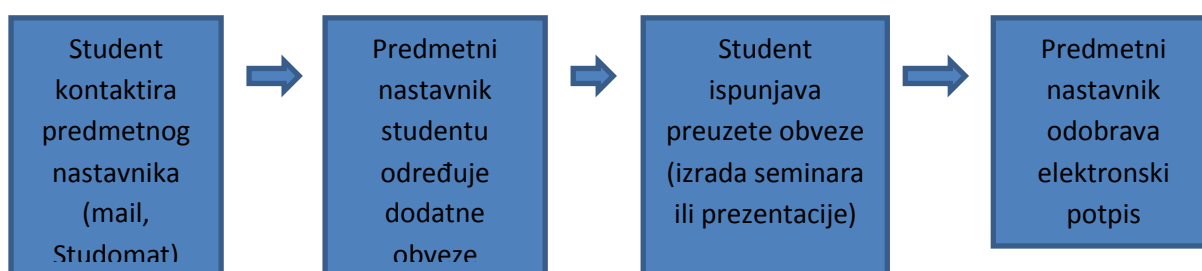 Student
kontaktira
predmetnog
nastavnika
(mail,
Studomat)
Predmetni
nastavnik
studentu
određuje
dodatne
obveze
Student
ispunjava
preuzete obveze
(izrada seminara
ili prezentacije)
Predmetni
nastavnik
odobrava
elektronski
potpis